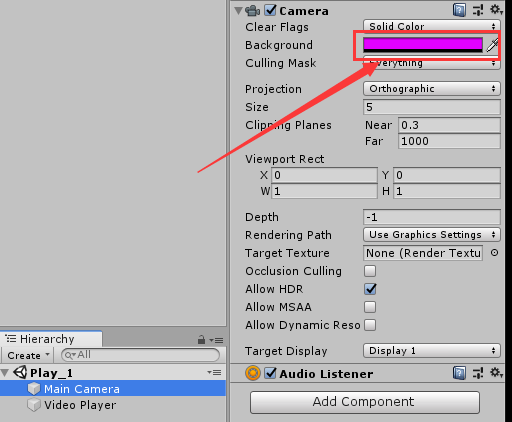 Camera
Clear Flags Solid Color
Background
Culling Mask Everything
Projection Orthographic
Size 5
Clipping Planes Near 0.3
Far 1000
Viewport Rect
X 0 Y 0
W 1 H 1
Depth -1
Rendering Path Use Graphics Settings
Target Texture None (Render Textu
Occlusion Culling
Allow HDR
Allow MSAA
Allow Dynamic Reso
Target Display Display 1
Audio Listener
Add Component
Hierarchy
Create All
Play_1
Main Camera
Video Player